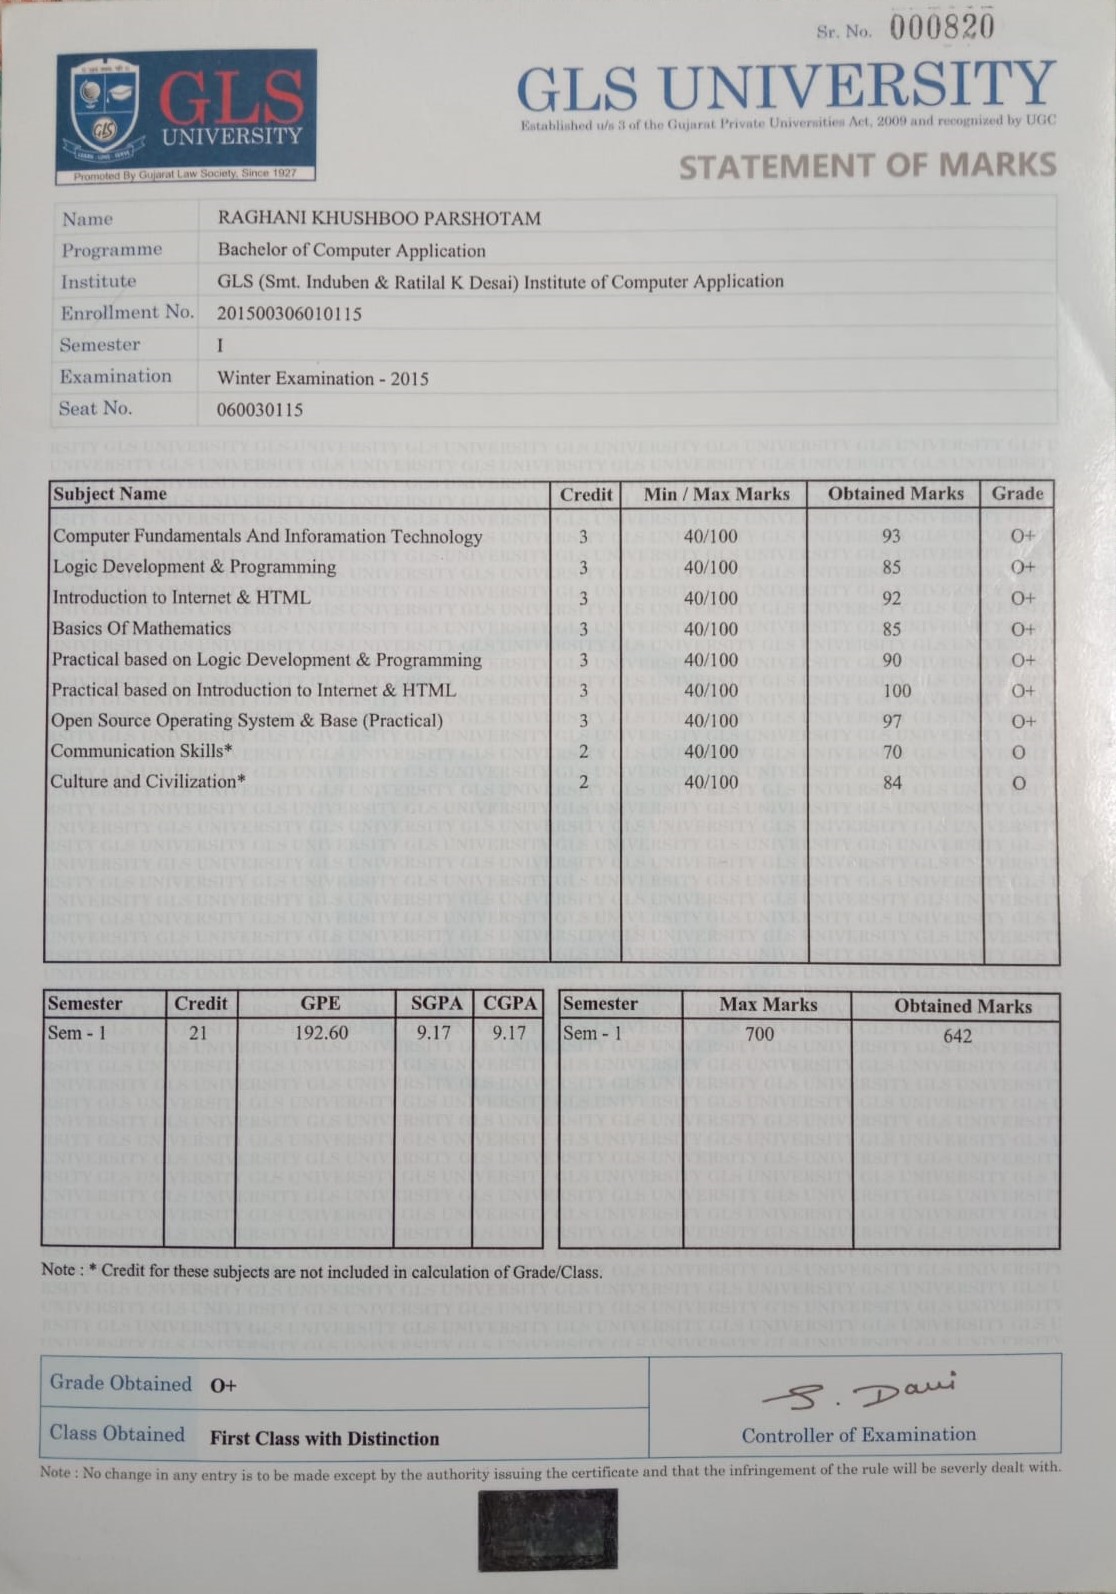 Sr. No. 000820
GLS
UNIVERSITY
Promoted By Gujarat Law Society, Since 1927
GLS UNIVERSITY
Established u/s 3 of the Gujarat Private Universities Act, 2009 and recognized by UGC
STATEMENT OF MARKS
Name RAGHANI KHUSHBOO PARSHOTAM
Programme Bachelor of Computer Application
Institute GLS (Smt. Induben & Ratilal K Desai) Institute of Computer Application
Enrollment No. 201500306010115
Semester I
Examination Winter Examination - 2015
Seat No. 060030115
Subject Name Credit Min / Max Marks Obtained Marks Grade
Computer Fundamentals And Inforamation Technology 3 40/100 93 O+
Logic Development & Programming 3 40/100 85 O+
Introduction to Internet & HTML 3 40/100 92 O+
Basics Of Mathematics 3 40/100 85 O+
Practical based on Logic Development & Programming 3 40/100 90 O+
Practical based on Introduction to Internet & HTML 3 40/100 100 O+
Open Source Operating System & Base (Practical) 3 40/100 97 O+
Communication Skills* 2 40/100 70 O
Culture and Civilization* 2 40/100 84 O
Semester Credit GPE SGPA CGPA Semester Max Marks Obtained Marks
Sem - 1 21 192.60 9.17 9.17 Sem - 1 700 642
Note : * Credit for these subjects are not included in calculation of Grade/Class.
Grade Obtained O+
Class Obtained First Class with Distinction
Controller of Examination
Note : No change in any entry is to be made except by the authority issuing the certificate and that the infringement of the rule will be severly dealt with.